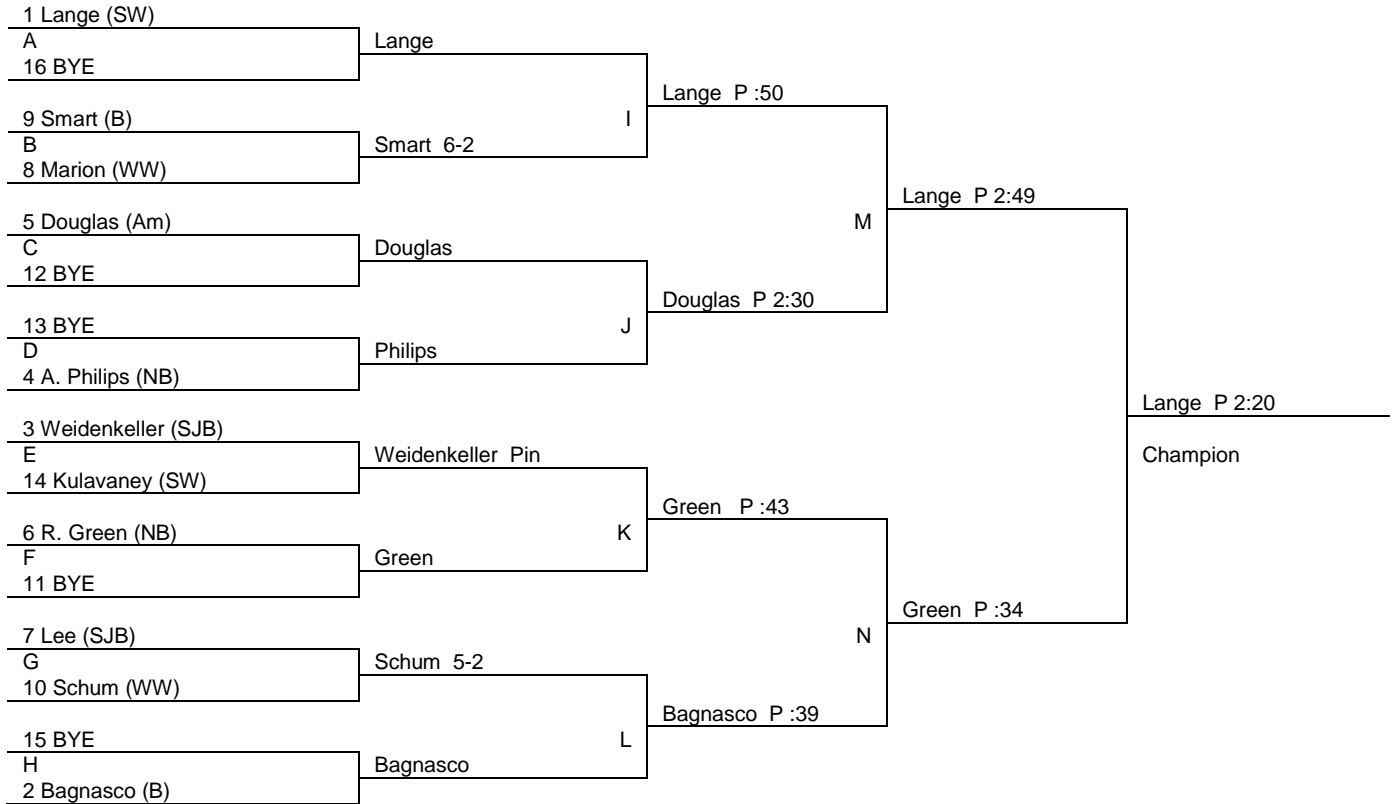 1 Lange (SW)
A
16 BYE
Lange
9 Smart (B)
B
8 Marion (WW)
Smart 6-2
I
Lange P :50
5 Douglas (Am)
C
12 BYE
Douglas
13 BYE
D
4 A. Philips (NB)
Philips
J
Douglas P 2:30
M
Lange P 2:49
3 Weidenkeller (SJB)
E
14 Kulavaney (SW)
Weidenkeller Pin
6 R. Green (NB)
F
11 BYE
Green
K
Green P :43
7 Lee (SJB)
G
10 Schum (WW)
Schum 5-2
15 BYE
H
2 Bagnasco (B)
Bagnasco
L
Bagnasco P :39
N
Green P :34
Lange P 2:20
Champion